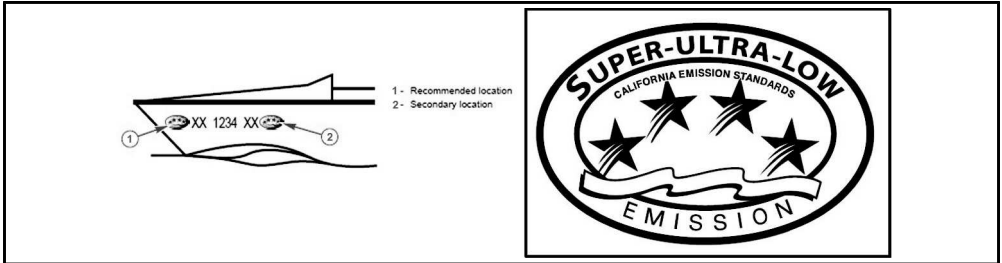 1 - Recommended location
2 - Secondary location
XX 1234 XX
1
2
SUPER-ULTRA-LOW
CALIFORNIA EMISSION STANDARDS
EMISSION